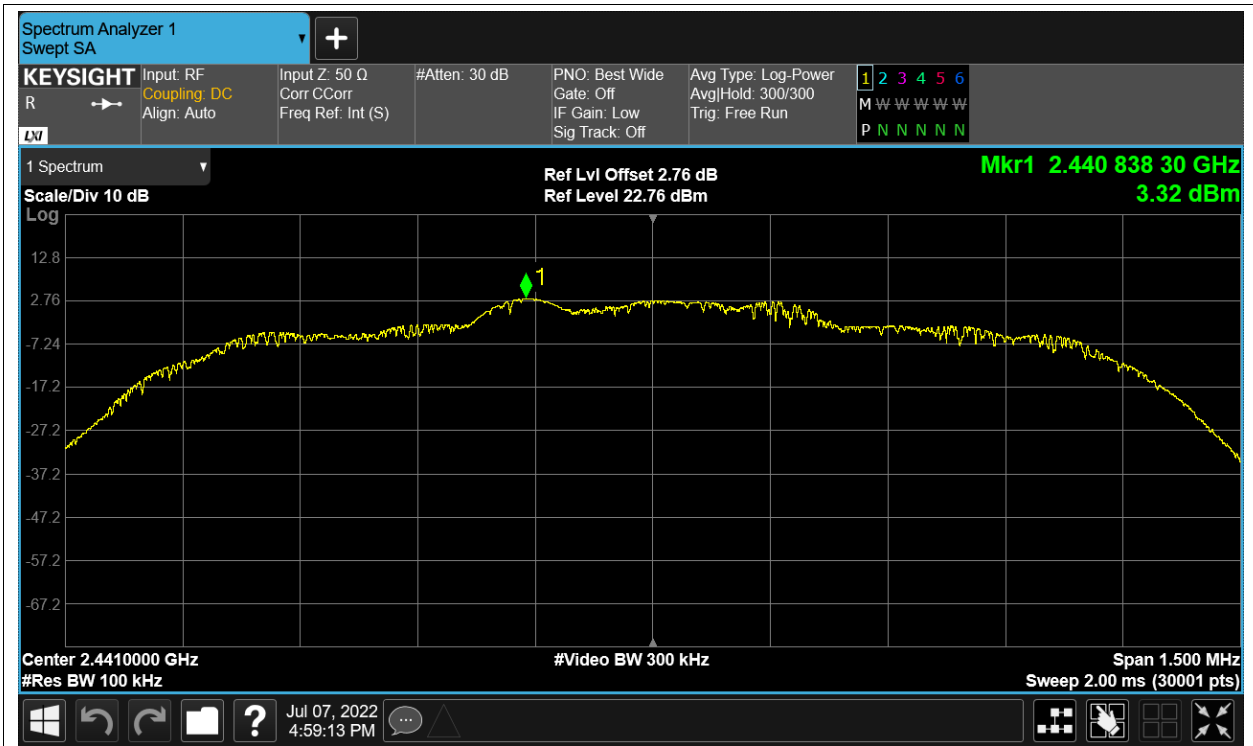 Spectrum Analyzer 1
Swept SA
KEYSIGHT
R
LXI
Input: RF
Coupling: DC
Align: Auto
Input Z: 50 Ω
Corr CCorr
Freq Ref: Int (S)
#Atten: 30 dB
PNO: Best Wide
Gate: Off
IF Gain: Low
Sig Track: Off
Avg Type: Log-Power
Avg|Hold: 300/300
Trig: Free Run
1 2 3 4 5 6
M W W W W W W
P N N N N N
1 Spectrum
Scale/Div 10 dB
Log
Ref Lvl Offset 2.76 dB
Ref Level 22.76 dBm
Mkr1 2.440 838 30 GHz
3.32 dBm
12.8
1
2.76
-7.24
-17.2
-27.2
-37.2
-47.2
-57.2
-67.2
Center 2.4410000 GHz
#Video BW 300 kHz
Span 1.500 MHz
#Res BW 100 kHz
Sweep 2.00 ms (30001 pts)
?
Jul 07, 2022
4:59:13 PM